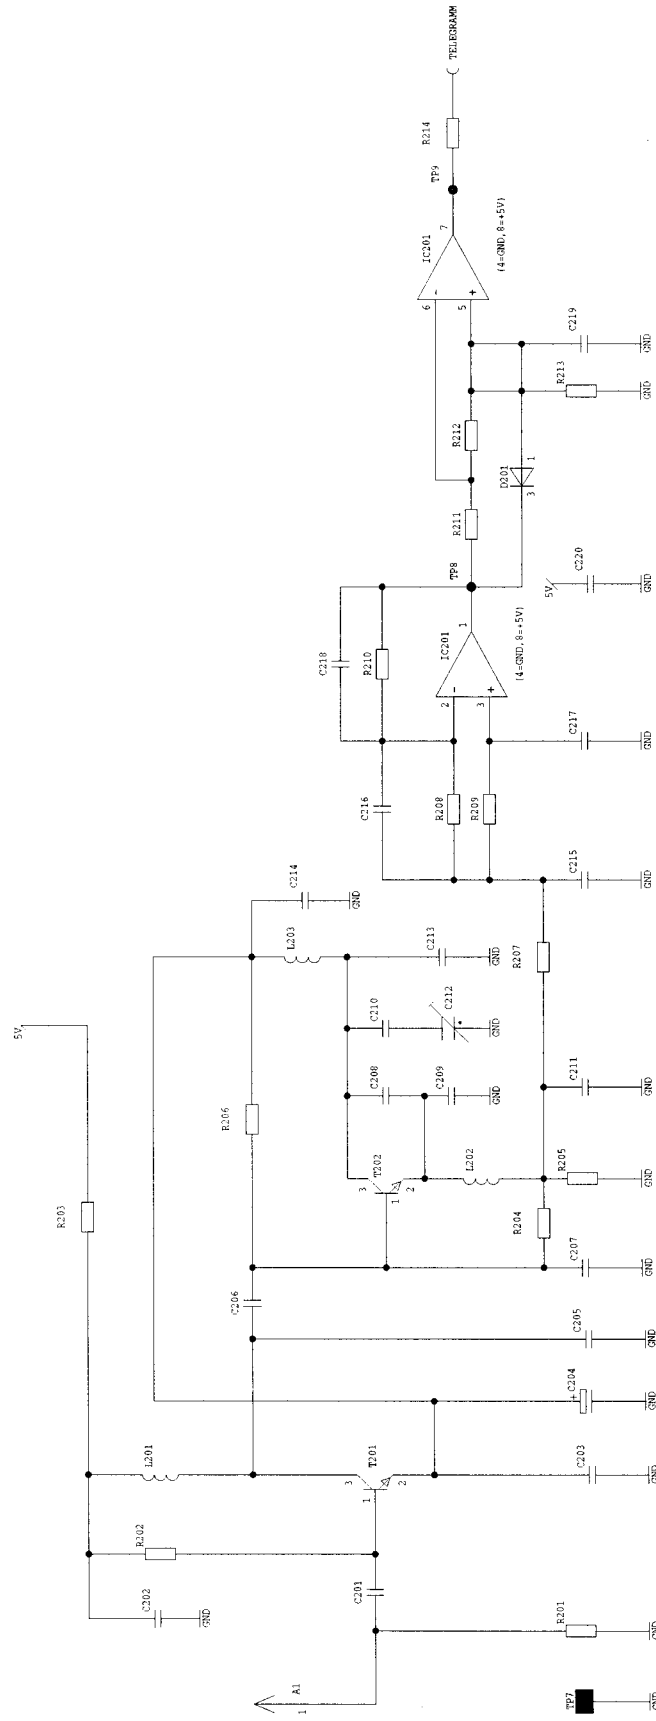 TELEGRAMM
R214
TP9
7
IC201
(4=GND,8=+5V)
6
-
5
+
C219
GND
R213
GND
R212
R211
D201
1
3
TP8
5V
C220
GND
C218
R210
1
IC201
(4=GND,8=+5V)
2
-
3
+
C217
GND
C216
R208
R209
C215
GND
C214
GND
L203
C213
GND
R207
5V
C210
C212
GND
C208
C209
GND
C211
GND
R206
T202
3
1
2
L202
R205
GND
R203
R204
C207
GND
C206
C205
GND
+
C204
GND
L201
T201
3
1
2
C203
GND
R202
C202
GND
C201
R201
GND
A1
1
TP7
GND